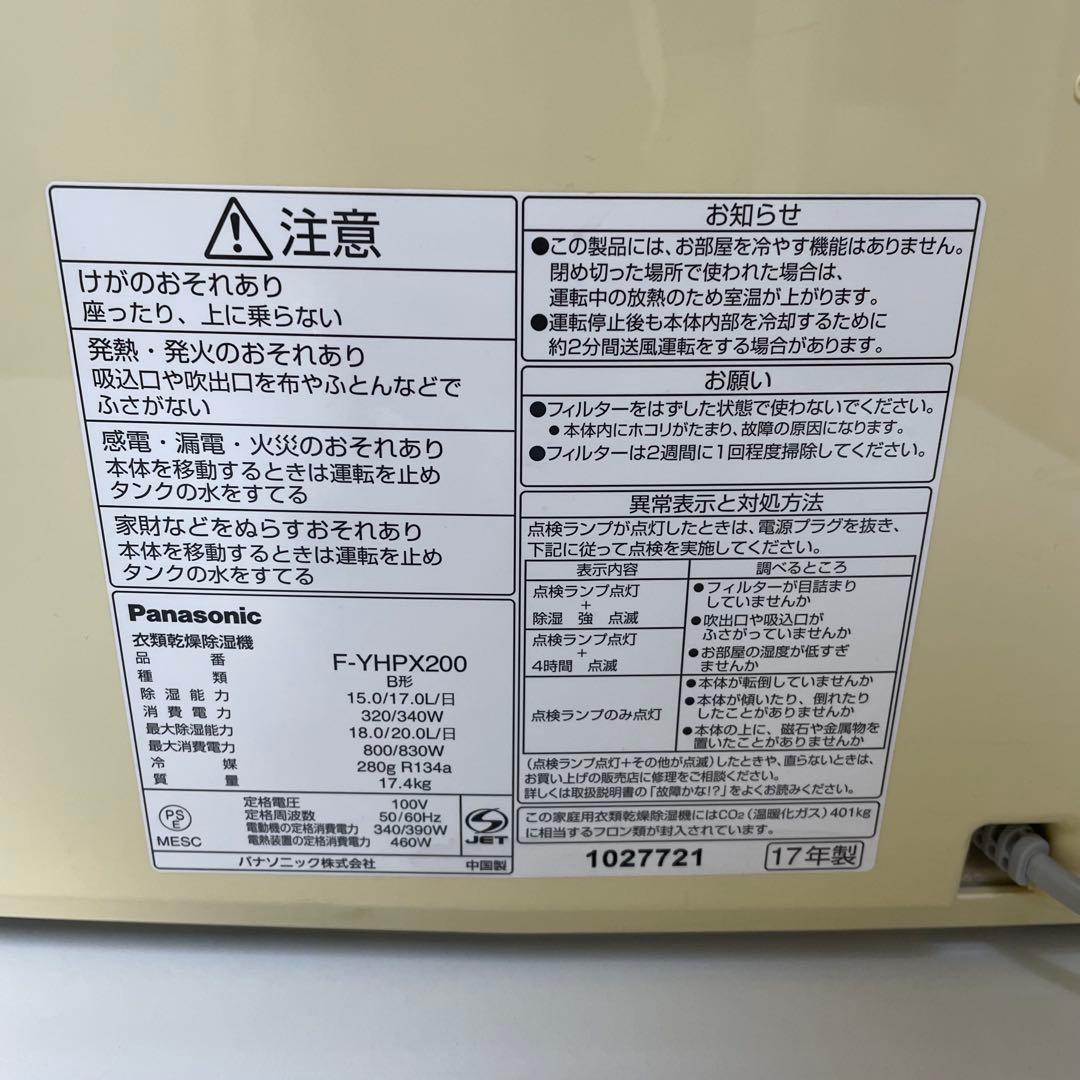 注意
けがのおそれあり
座ったり、上に乗らない
発熱・発火のおそれあり
吸込口や吹出口を布やふとんなどで
ふさがない
感電・漏電・火災のおそれあり
本体を移動するときは運転を止め
タンクの水をすてる
家財などをぬらすおそれあり
本体を移動するときは運転を止め
タンクの水をすてる
Panasonic
衣類乾燥除湿機
品番 F-YHPX200
種類 B形
除湿能力 15.0/17.0L/日
消費電力 320/340W
最大除湿能力 18.0/20.0L/日
最大消費電力 800/830W
冷媒 280g R134a
質量 17.4kg
PS
E
MESC
定格電圧 100V
定格周波数 50/60Hz
電動機の定格消費電力 340/390W
電熱装置の定格消費電力 460W
JET
パナソニック株式会社 中国製
お知らせ
●この製品には、お部屋を冷やす機能はありません。
閉め切った場所で使われた場合は、
運転中の放熱のため室温が上がります。
●運転停止後も本体内部を冷却するために
約2分間送風運転をする場合があります。
お願い
●フィルターをはずした状態で使わないでください。
●本体内にホコリがたまり、故障の原因になります。
●フィルターは2週間に1回程度掃除してください。
異常表示と対処方法
点検ランプが点灯したときは、電源プラグを抜き、
下記に従って点検を実施してください。
表示内容 調べるところ
点検ランプ点灯
+
除湿 強 点滅
点検ランプ点灯
+
4時間 点滅
●フィルターが目詰まり
していませんか
●吹出口や吸込口が
ふさがっていませんか
●お部屋の湿度が低すぎ
ませんか
点検ランプのみ点灯
●本体が転倒していませんか
●本体が傾いたり、倒れたり
したことがありませんか
●本体の上に、磁石や金属物を
置いたことがありませんか
(点検ランプ点灯+その他が点滅)したときや、直らないときは、
お買い上げの販売店に修理をご相談ください。
詳しくは取扱説明書の「故障かな!?」をよくお読みください。
この家庭用衣類乾燥除湿機にはCO₂(温暖化ガス)401kg
に相当するフロン類が封入されています。
1027721 17年製